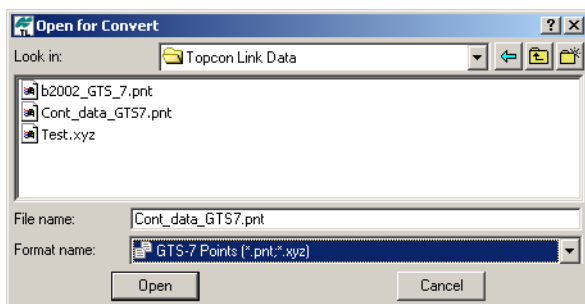 TL Open for Convert ? ×
Look in: Topcon Link Data
b2002_GTS_7.pnt
Cont_data_GTS7.pnt
Test.xyz
File name: Cont_data_GTS7.pnt
Format name: GTS-7 Points (*.pnt;*.xyz)
Open Cancel